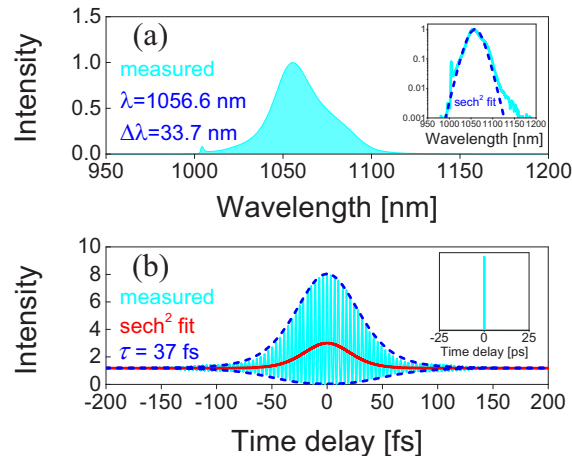 (a)
measured
λ=1056.6 nm
Δλ=33.7 nm
Intensity
1.5
1.0
0.5
0.0
950 1000 1050 1100 1150 1200
Wavelength [nm]
1
0.1
0.01
0.001
sech² fit
950 1000 1050 1100 1150 1200
Wavelength [nm]
(b)
measured
sech² fit
τ = 37 fs
Intensity
10
8
6
4
2
0
-200 -150 -100 -50 0 50 100 150 200
Time delay [fs]
-25 0 25
Time delay [ps]